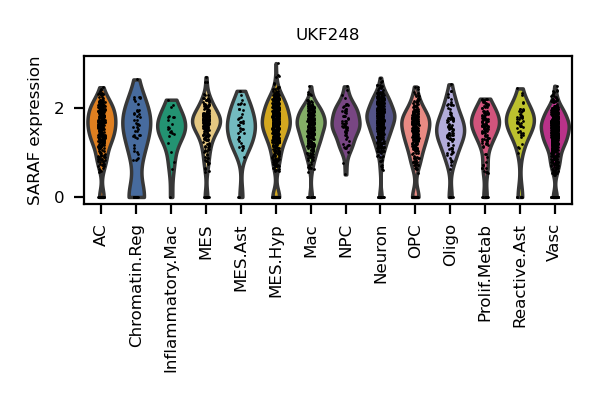 UKF248
SARAF expression
2
0
AC
Chromatin.Reg
Inflammatory.Mac
MES
MES.Ast
MES.Hyp
Mac
NPC
Neuron
OPC
Oligo
Prolif.Metab
Reactive.Ast
Vasc